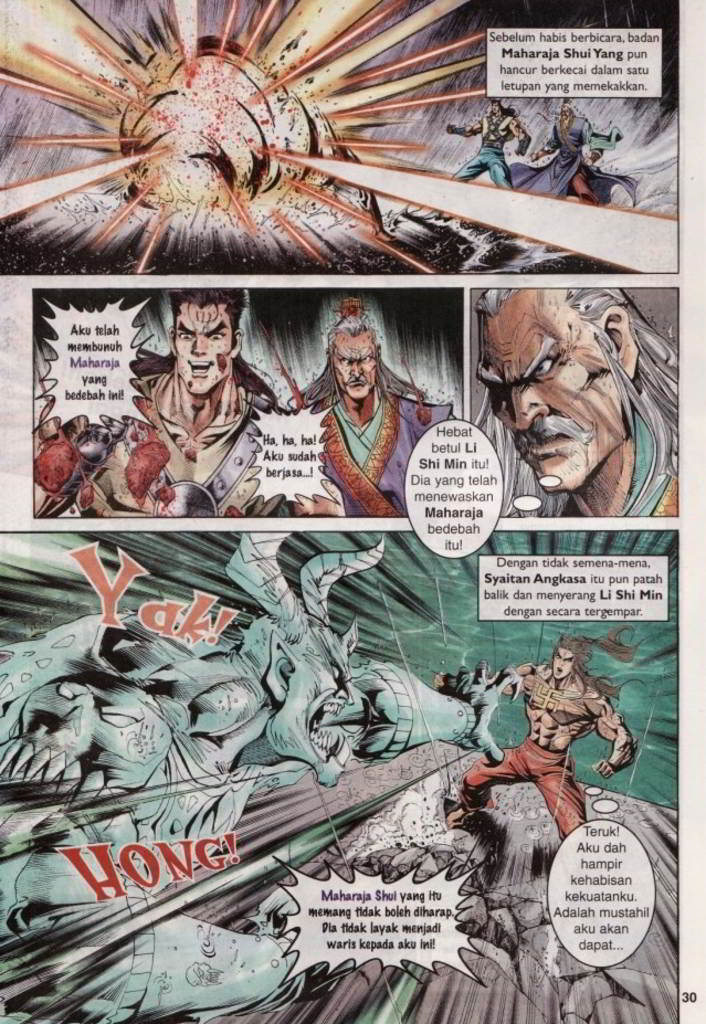 Sebelum habis berbicara, badan
Maharaja Shui Yang pun
hancur berkecai dalam satu
letupan yang memekakkan.
Aku telah
membunuh
Maharaja
yang
bedebah ini!
Ha, ha, ha!
Aku sudah
berjasa...!
Hebat
betul Li
Shi Min itu!
Dia yang telah
menewaskan
Maharaja
bedebah
itu!
Dengan tidak semena-mena,
Syaitan Angkasa itu pun patah
balik dan menyerang Li Shi Min
dengan secara tergempar.
Yak!
HONG!
Maharaja Shui yang itu
memang tidak boleh diharap.
Dia tidak layak menjadi
waris kepada aku ini!
Teruk!
Aku dah
hampir
kehabisan
kekuatanku.
Adalah mustahil
aku akan
dapat...
30